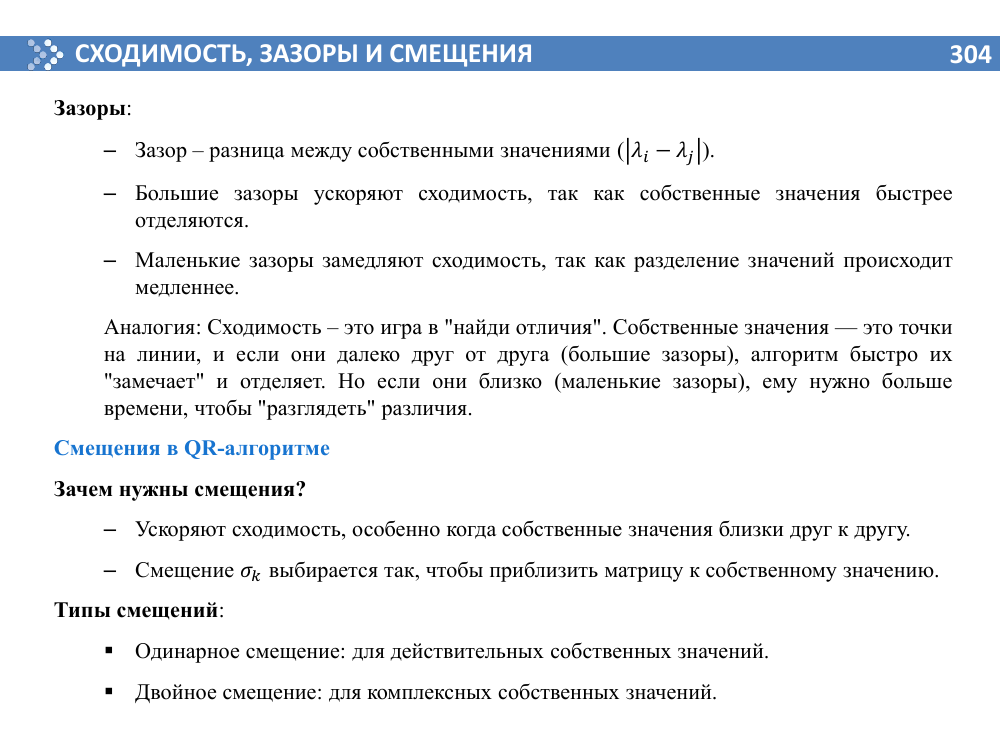 СХОДИМОСТЬ, ЗАЗОРЫ И СМЕЩЕНИЯ
304
Зазоры:
– Зазор – разница между собственными значениями (|λᵢ − λⱼ|).
– Большие зазоры ускоряют сходимость, так как собственные значения быстрее
отделяются.
– Маленькие зазоры замедляют сходимость, так как разделение значений происходит
медленнее.
Аналогия: Сходимость – это игра в "найди отличия". Собственные значения — это точки
на линии, и если они далеко друг от друга (большие зазоры), алгоритм быстро их
"замечает" и отделяет. Но если они близко (маленькие зазоры), ему нужно больше
времени, чтобы "разглядеть" различия.
Смещения в QR-алгоритме
Зачем нужны смещения?
– Ускоряют сходимость, особенно когда собственные значения близки друг к другу.
– Смещение σₖ выбирается так, чтобы приблизить матрицу к собственному значению.
Типы смещений:
▪ Одинарное смещение: для действительных собственных значений.
▪ Двойное смещение: для комплексных собственных значений.